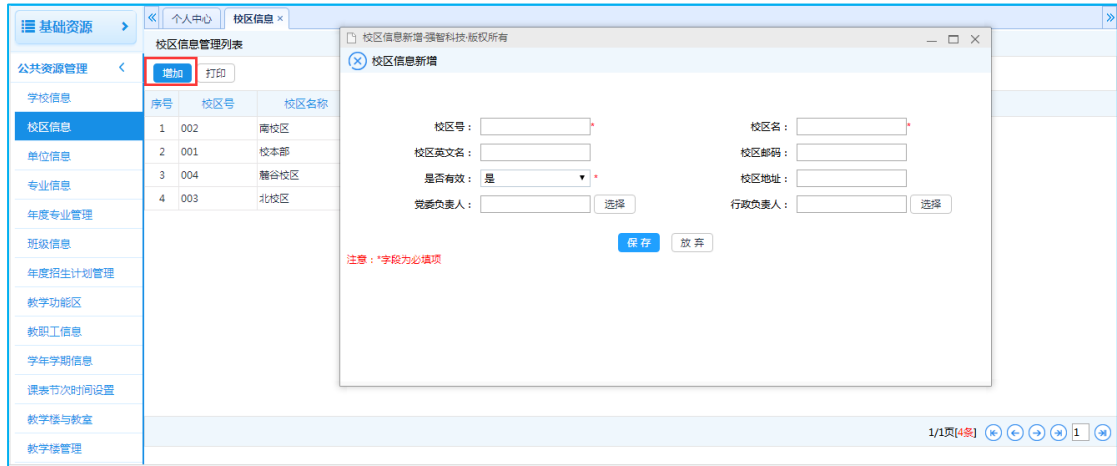 基础资源
公共资源管理
学校信息
校区信息
单位信息
专业信息
年度专业管理
班级信息
年度招生计划管理
教学功能区
教职工信息
学年学期信息
课表节次时间设置
教学楼与教室
教学楼管理
个人中心 校区信息 ×
校区信息管理列表
增加 打印
序号 校区号 校区名称
1 002 南校区
2 001 校本部
3 004 麓谷校区
4 003 北校区
校区信息新增-强智科技-版权所有
校区信息新增
校区号： * 校区名： *
校区英文名： 校区邮码：
是否有效： 是 * 校区地址：
党委负责人： 选择 行政负责人： 选择
保存 放弃
注意：*字段为必填项
1/1页[4条] 1